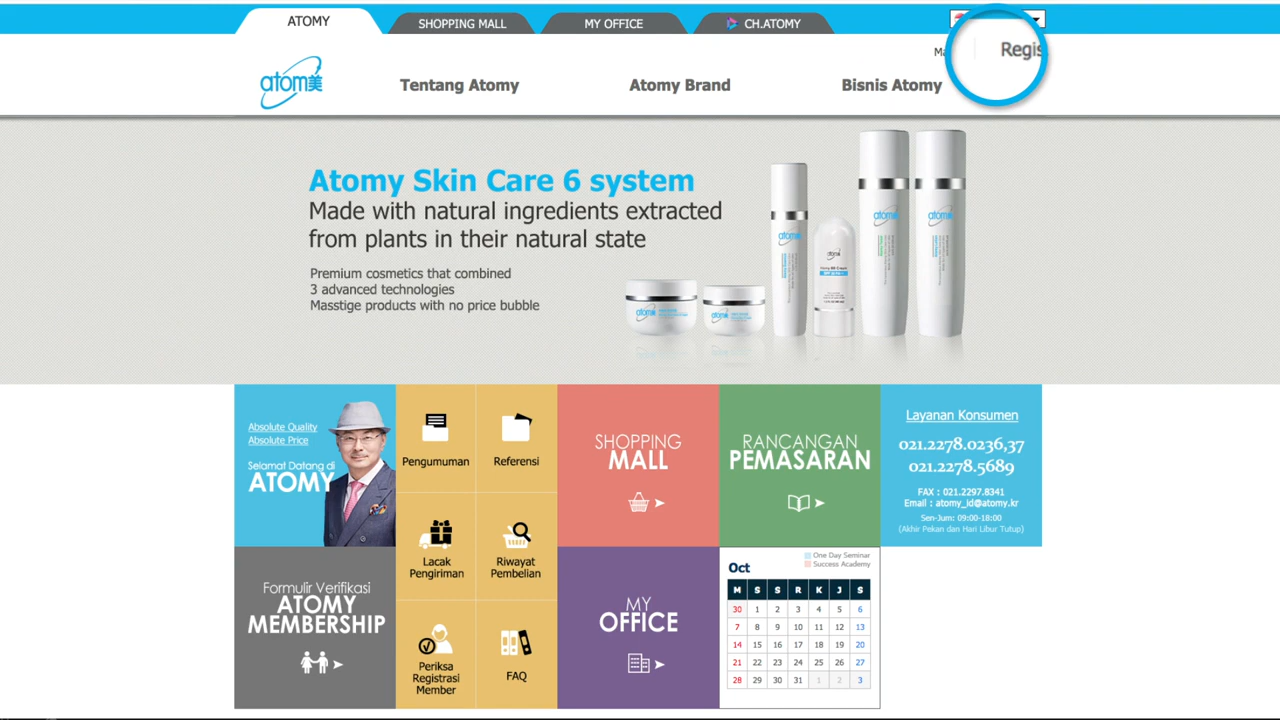 ATOMY
SHOPPING MALL
MY OFFICE
CH.ATOMY
Ma
Regis
atom美
Tentang Atomy
Atomy Brand
Bisnis Atomy
Atomy Skin Care 6 system
Made with natural ingredients extracted
from plants in their natural state
Premium cosmetics that combined
3 advanced technologies
Masstige products with no price bubble
Absolute Quality
Absolute Price
Selamat Datang di
ATOMY
Pengumuman
Referensi
SHOPPING
MALL
RANCANGAN
PEMASARAN
Layanan Konsumen
021.2278.0236,37
021.2278.5689
FAX : 021.2297.8341
Email : atomy_id@atomy.kr
Sen-Jum: 09:00-18:00
(Akhir Pekan dan Hari Libur Tutup)
Lacak
Pengiriman
Riwayat
Pembelian
Formulir Verifikasi
ATOMY
MEMBERSHIP
Periksa
Registrasi
Member
FAQ
MY
OFFICE
One Day Seminar
Success Academy
Oct
M S S R K J S
30 1 2 3 4 5 6
7 8 9 10 11 12 13
14 15 16 17 18 19 20
21 22 23 24 25 26 27
28 29 30 31 1 2 3